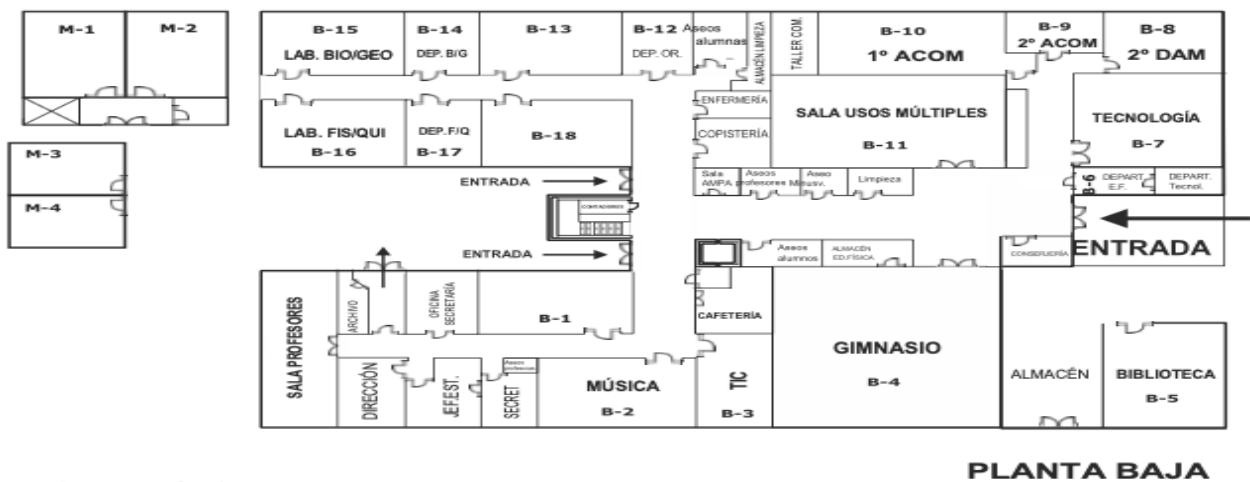 M-1
M-2
B-15
LAB. BIO/GEO
B-14
DEP. B/G
B-13
B-12
DEP. OR.
Aseos
alumnas
ALMACÉN LIMPIEZA
TALLER COM.
B-10
1º ACOM
B-9
2º ACOM
B-8
2º DAM
LAB. FIS/QUI
B-16
DEP. F/Q
B-17
B-18
ENFERMERÍA
COPISTERÍA
SALA USOS MÚLTIPLES
B-11
TECNOLOGÍA
B-7
M-3
M-4
ENTRADA
Sala
AMPA
Aseos
profesores
Aseo
Minusv.
Limpieza
B-6
DEPART.
E.F.
DEPART.
Tecnol.
CONTADORES
ENTRADA
Aseos
alumnos
ALMACÉN
ED.FÍSICA
CONSERJERÍA
ENTRADA
SALA PROFESORES
ARCHIVO
OFICINA
SECRETARÍA
B-1
CAFETERÍA
GIMNASIO
B-4
ALMACÉN
BIBLIOTECA
B-5
DIRECCIÓN
JEF.EST.
SECRET
Aseos
MÚSICA
B-2
TIC
B-3
PLANTA BAJA